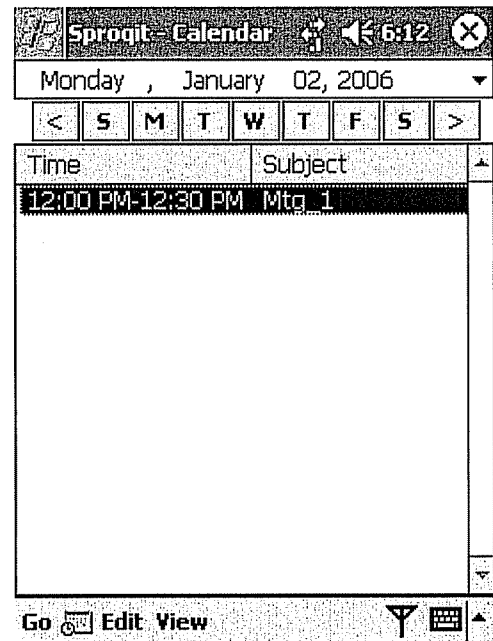 Sproqit - Calendar 6:12
Monday , January 02, 2006
< S M T W T F S >
Time Subject
12:00 PM-12:30 PM Mtg_1
Go Edit View